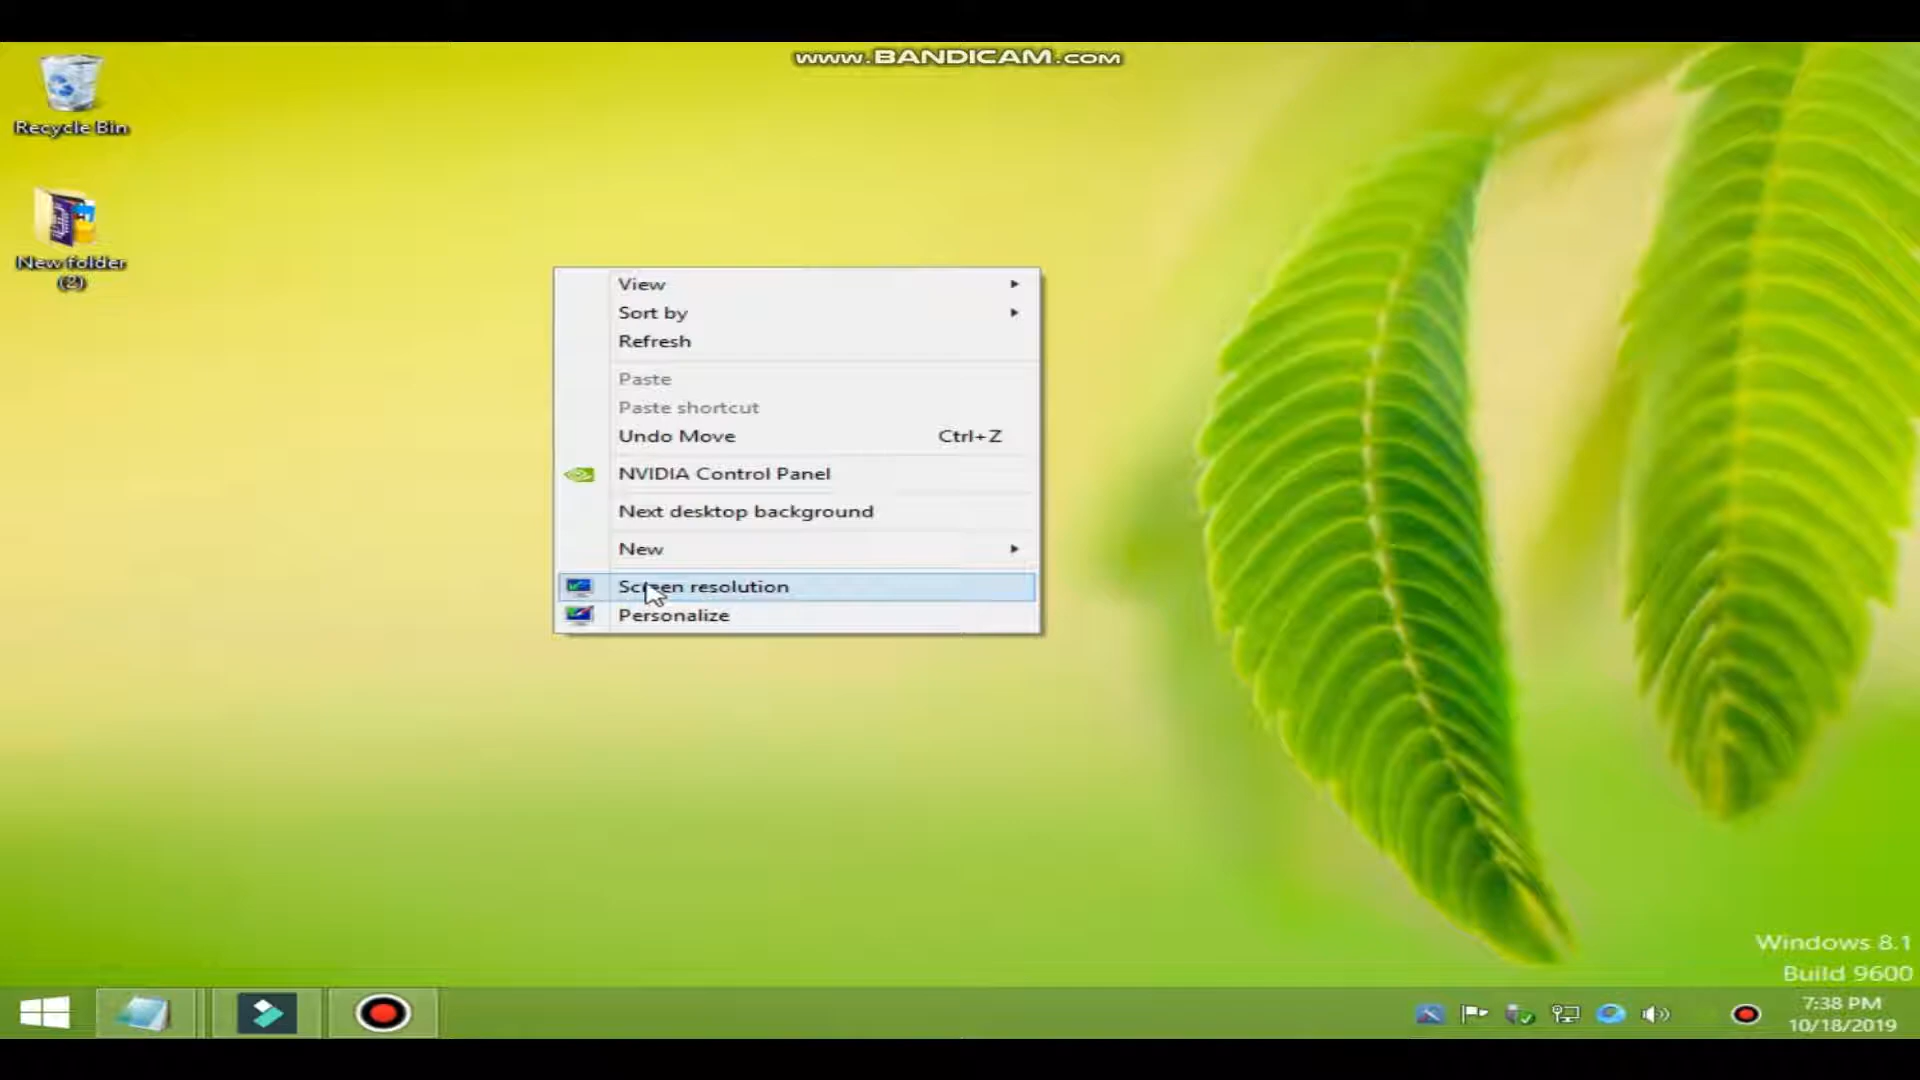 www.BANDICAM.com
Recycle Bin
New folder
(2)
View
Sort by
Refresh
Paste
Paste shortcut
Undo Move Ctrl+Z
NVIDIA Control Panel
Next desktop background
New
Screen resolution
Personalize
Windows 8.1
Build 9600
7:38 PM
10/18/2019